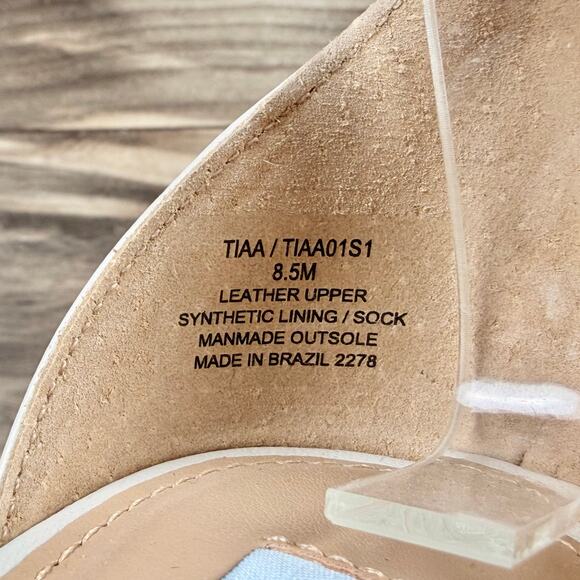 TIAA / TIAA01S1
8.5M
LEATHER UPPER
SYNTHETIC LINING / SOCK
MANMADE OUTSOLE
MADE IN BRAZIL 2278